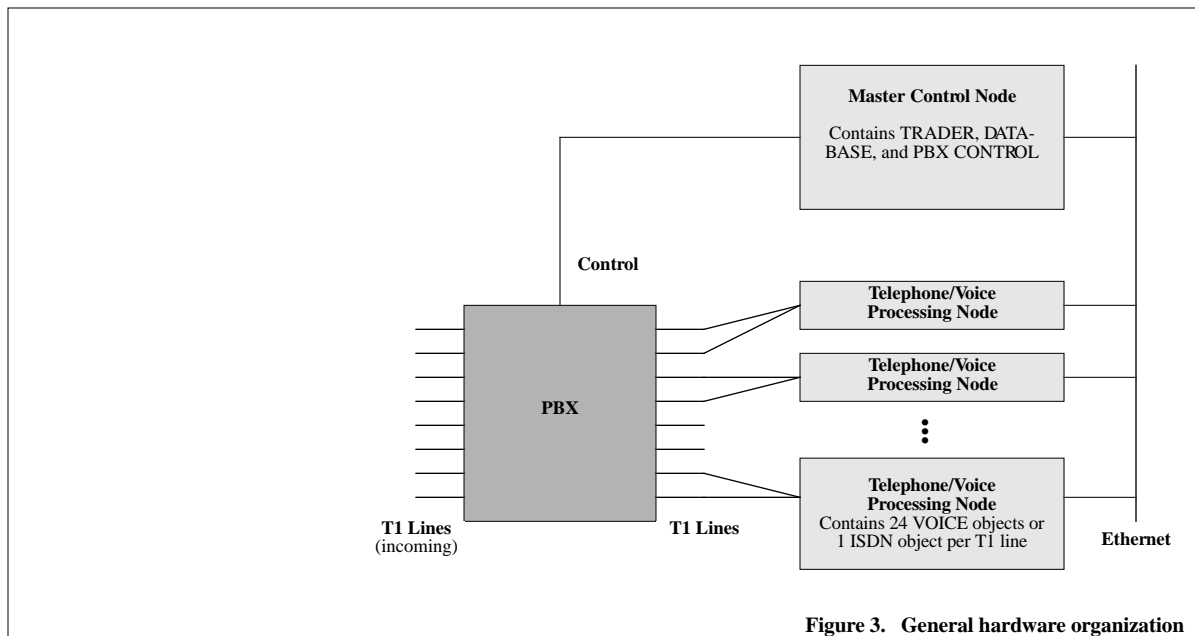 Master Control Node
Contains TRADER, DATA-
BASE, and PBX CONTROL
Control
Telephone/Voice
Processing Node
Telephone/Voice
Processing Node
PBX
Telephone/Voice
Processing Node
Contains 24 VOICE objects or
1 ISDN object per T1 line
T1 Lines
(incoming)
T1 Lines
Ethernet
Figure 3. General hardware organization